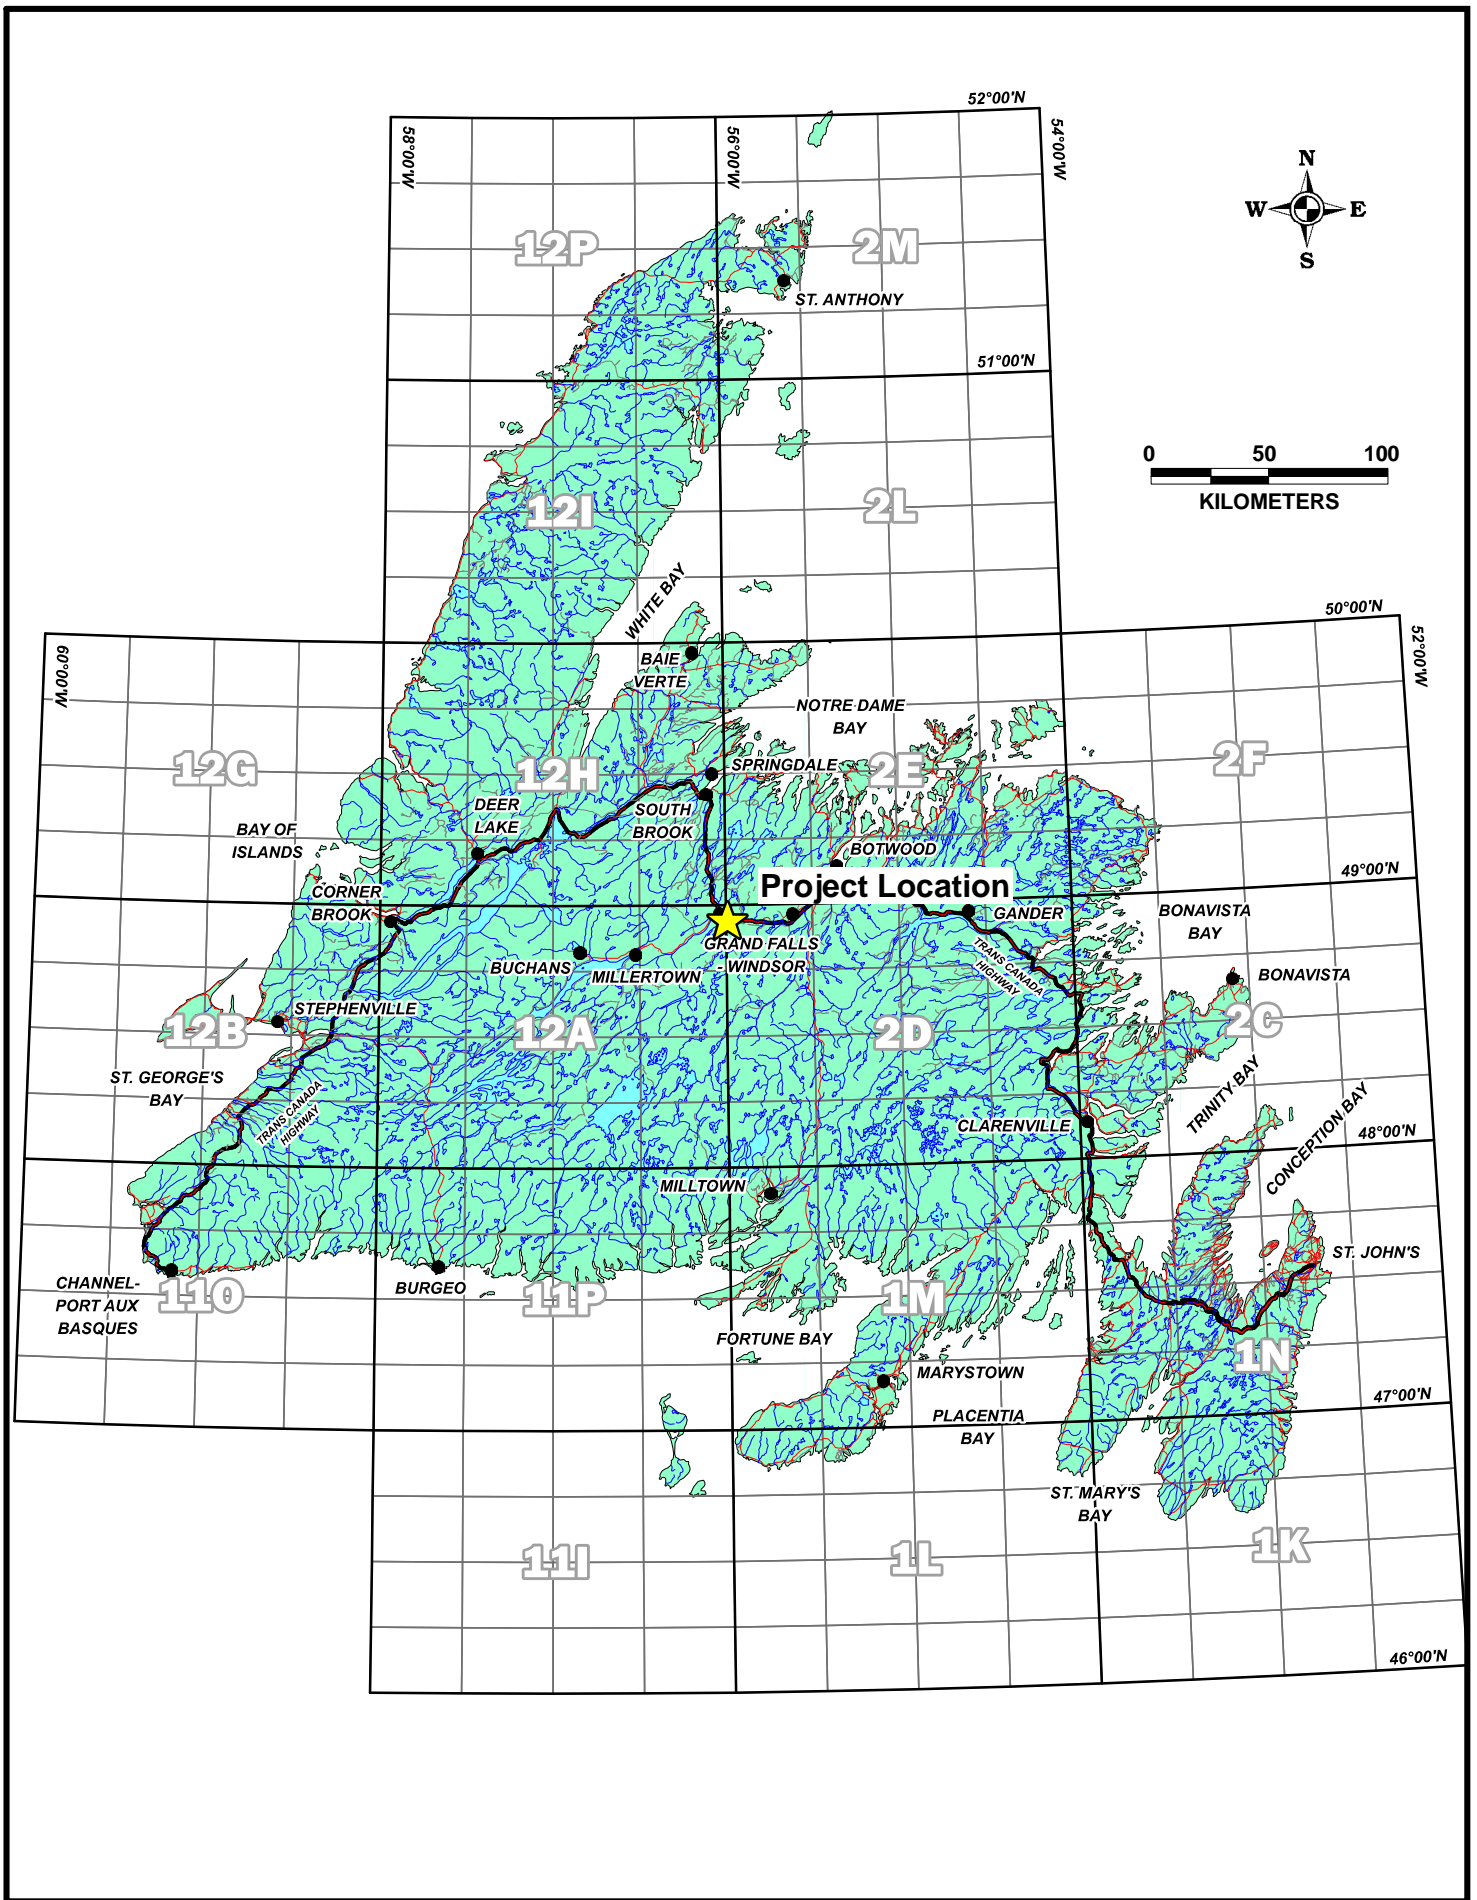 52°00'N
58°00'W
56°00'W
54°00'W
N
W
E
S
12P
2M
ST. ANTHONY
51°00'N
0 50 100
KILOMETERS
12I
2L
WHITE BAY
50°00'N
60°00'W
52°00'W
BAIE
VERTE
NOTRE DAME
BAY
12G
12H
SPRINGDALE
2E
2F
DEER
LAKE
SOUTH
BROOK
BAY OF
ISLANDS
BOTWOOD
Project Location
49°00'N
CORNER
BROOK
GANDER
BONAVISTA
BAY
GRAND FALLS
- WINDSOR
BUCHANS
MILLERTOWN
TRANS CANADA
HIGHWAY
BONAVISTA
STEPHENVILLE
12B
12A
2D
2C
ST. GEORGE'S
BAY
TRANS CANADA
HIGHWAY
TRINITY BAY
CONCEPTION BAY
CLARENVILLE
48°00'N
MILLTOWN
ST. JOHN'S
CHANNEL-
PORT AUX
BASQUES
110
BURGEO
11P
1M
FORTUNE BAY
1N
MARYSTOWN
47°00'N
PLACENTIA
BAY
ST. MARY'S
BAY
11I
1L
1K
46°00'N